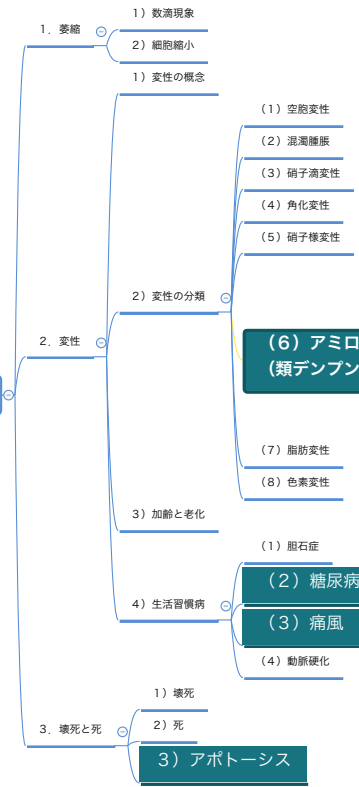 1．萎縮
1）数滴現象
2）細胞縮小
2．変性
1）変性の概念
2）変性の分類
（1）空胞変性
（2）混濁腫脹
（3）硝子滴変性
（4）角化変性
（5）硝子様変性
（6）アミロ
（類デンプン
（7）脂肪変性
（8）色素変性
3）加齢と老化
4）生活習慣病
（1）胆石症
（2）糖尿病
（3）痛風
（4）動脈硬化
3．壊死と死
1）壊死
2）死
3）アポトーシス